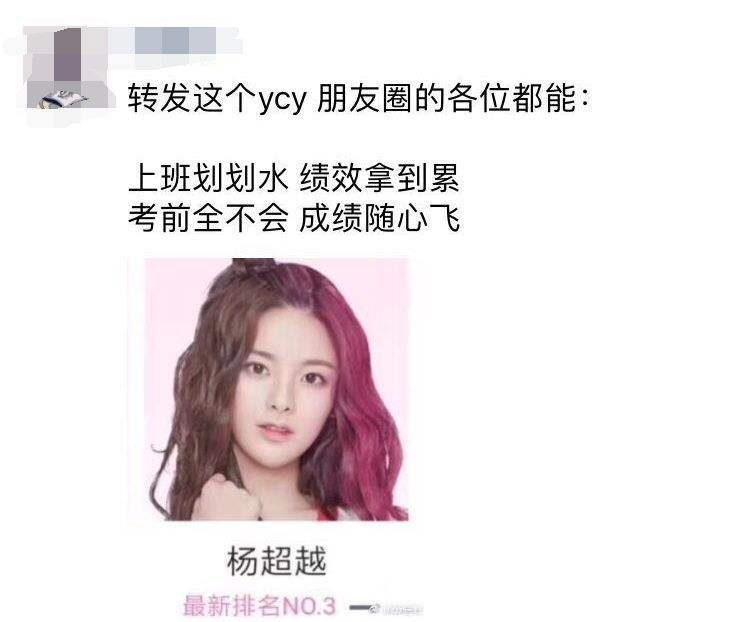 转发这个ycy 朋友圈的各位都能：
上班划划水 绩效拿到累
考前全不会 成绩随心飞
杨超越
最新排名NO.3